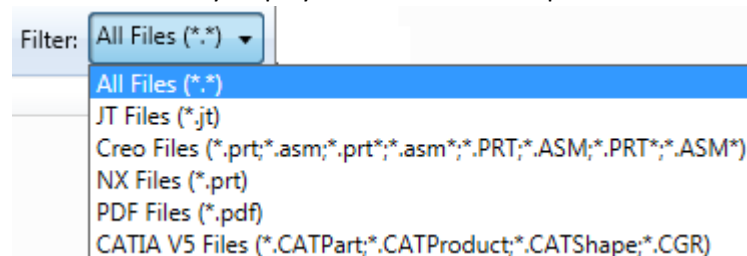 Filter: All Files (*.*)
All Files (*.*)
JT Files (*.jt)
Creo Files (*.prt;*.asm;*.prt*;*.asm*;*.PRT;*.ASM;*.PRT*;*.ASM*)
NX Files (*.prt)
PDF Files (*.pdf)
CATIA V5 Files (*.CATPart;*.CATProduct;*.CATShape;*.CGR)